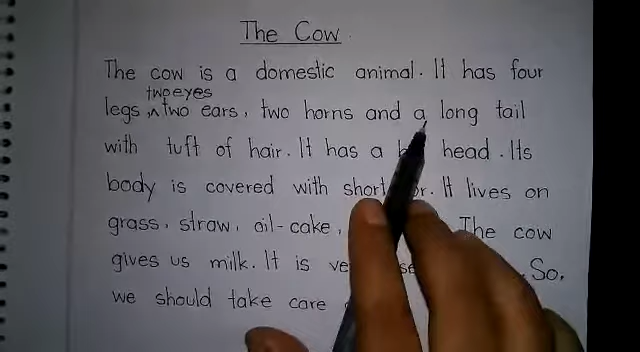 The Cow
The cow is a domestic animal. It has four
two eyes
legs, ^ two ears, two horns and a long tail
with tuft of hair. It has a head. Its
body is covered with short It lives on
grass, straw, oil-cake, The cow
gives us milk. It is So,
we should take care